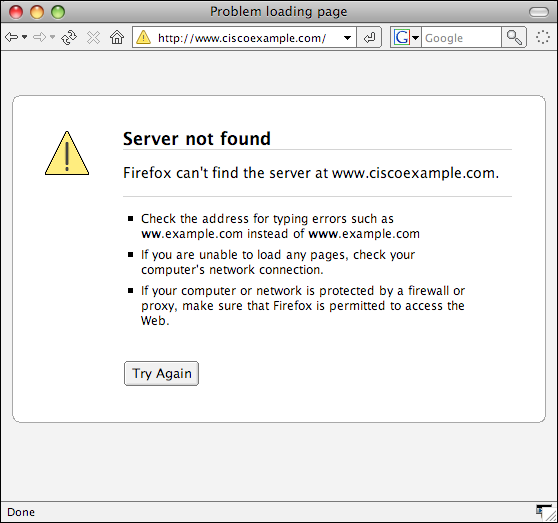 Problem loading page
http://www.ciscoexample.com/
G
Google
Server not found
Firefox can't find the server at www.ciscoexample.com.
Check the address for typing errors such as
ww.example.com instead of www.example.com
If you are unable to load any pages, check your
computer's network connection.
If your computer or network is protected by a firewall or
proxy, make sure that Firefox is permitted to access the
Web.
Try Again
Done